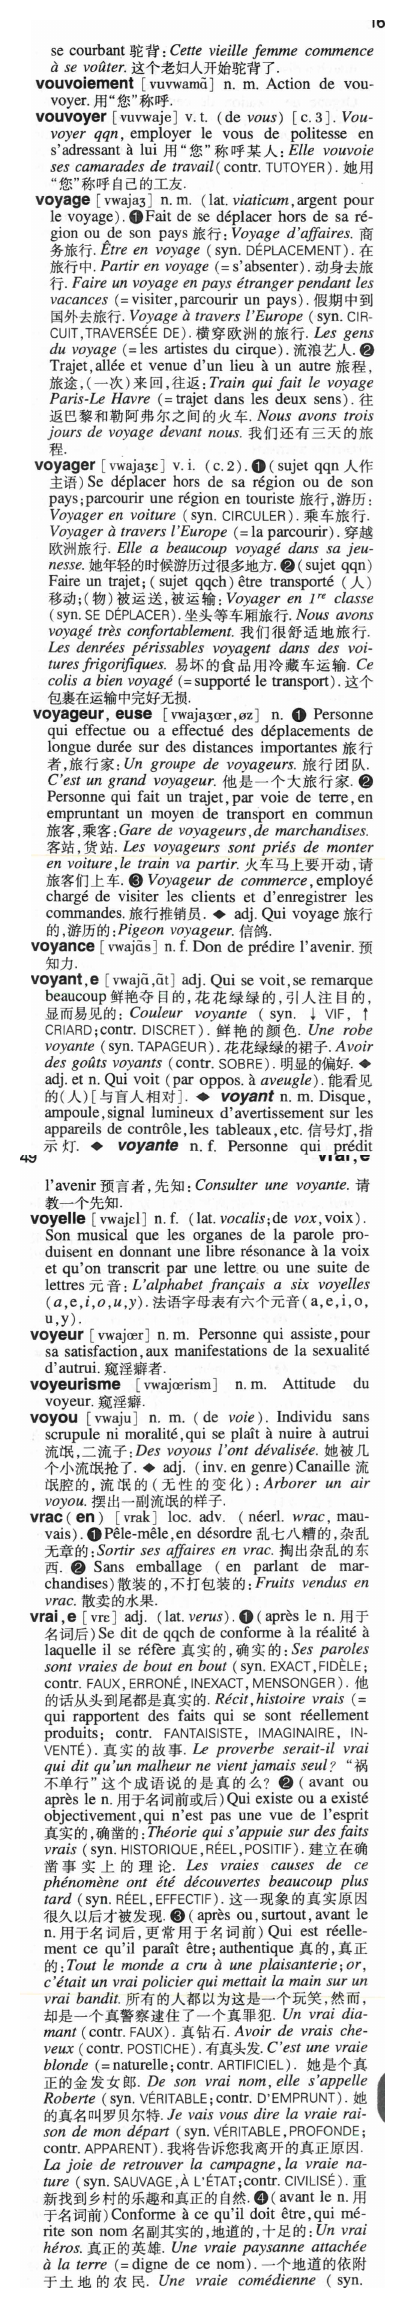 16
se courbant 驼背: Cette vieille femme commence
à se voûter. 这个老妇人开始驼背了.
vouvoiement [vuvwamɑ̃] n. m. Action de vou-
voyer. 用“您”称呼.
vouvoyer [vuvwaje] v. t. (de vous) [c. 3]. Vou-
voyer qqn, employer le vous de politesse en
s'adressant à lui 用“您”称呼某人: Elle vouvoie
ses camarades de travail (contr. TUTOYER). 她用
“您”称呼自己的工友.
voyage [vwajaʒ] n. m. (lat. viaticum, argent pour
le voyage). ❶ Fait de se déplacer hors de sa ré-
gion ou de son pays 旅行: Voyage d'affaires. 商
务旅行. Être en voyage (syn. DÉPLACEMENT). 在
旅行中. Partir en voyage (= s'absenter). 动身去旅
行. Faire un voyage en pays étranger pendant les
vacances (= visiter, parcourir un pays). 假期中到
国外去旅行. Voyage à travers l'Europe (syn. CIR-
CUIT, TRAVERSÉE DE). 横穿欧洲的旅行. Les gens
du voyage (= les artistes du cirque). 流浪艺人. ❷
Trajet, allée et venue d'un lieu à un autre 旅程,
旅途, (一次) 来回, 往返: Train qui fait le voyage
Paris-Le Havre (= trajet dans les deux sens). 往
返巴黎和勒阿弗尔之间的火车. Nous avons trois
jours de voyage devant nous. 我们还有三天的旅
程.
voyager [vwajaʒe] v. i. (c. 2). ❶ (sujet qqn 人作
主语) Se déplacer hors de sa région ou de son
pays; parcourir une région en touriste 旅行, 游历:
Voyager en voiture (syn. CIRCULER). 乘车旅行.
Voyager à travers l'Europe (= la parcourir). 穿越
欧洲旅行. Elle a beaucoup voyagé dans sa jeu-
nesse. 她年轻的时候游历过很多地方. ❷ (sujet qqn)
Faire un trajet; (sujet qqch) être transporté (人)
移动; (物) 被运送, 被运输: Voyager en 1re classe
(syn. SE DÉPLACER). 坐头等车厢旅行. Nous avons
voyagé très confortablement. 我们很舒适地旅行.
Les denrées périssables voyagent dans des voi-
tures frigorifiques. 易坏的食品用冷藏车运输. Ce
colis a bien voyagé (= supporté le transport). 这个
包裹在运输中完好无损.
voyageur, euse [vwajaʒœr, øz] n. ❶ Personne
qui effectue ou a effectué des déplacements de
longue durée sur des distances importantes 旅行
者, 旅行家: Un groupe de voyageurs. 旅行团队.
C'est un grand voyageur. 他是一个大旅行家. ❷
Personne qui fait un trajet, par voie de terre, en
empruntant un moyen de transport en commun
旅客, 乘客: Gare de voyageurs, de marchandises.
客站, 货站. Les voyageurs sont priés de monter
en voiture, le train va partir. 火车马上要开动, 请
旅客们上车. ❸ Voyageur de commerce, employé
chargé de visiter les clients et d'enregistrer les
commandes. 旅行推销员. ◆ adj. Qui voyage 旅行
的, 游历的: Pigeon voyageur. 信鸽.
voyance [vwajɑ̃s] n. f. Don de prédire l'avenir. 预
知力.
voyant, e [vwajɑ̃, ɑ̃t] adj. Qui se voit, se remarque
beaucoup 鲜艳夺目的, 花花绿绿的, 引人注目的,
显而易见的: Couleur voyante (syn. ↓ VIF, ↑
CRIARD; contr. DISCRET). 鲜艳的颜色. Une robe
voyante (syn. TAPAGEUR). 花花绿绿的裙子. Avoir
des goûts voyants (contr. SOBRE). 明显的偏好. ◆
adj. et n. Qui voit (par oppos. à aveugle). 能看见
的(人)[与盲人相对]. ◆ voyant n. m. Disque,
ampoule, signal lumineux d'avertissement sur les
appareils de contrôle, les tableaux, etc. 信号灯, 指
示灯. ◆ voyante n. f. Personne qui prédit
49 vrai, e
l'avenir 预言者, 先知: Consulter une voyante. 请
教一个先知.
voyelle [vwajɛl] n. f. (lat. vocalis; de vox, voix).
Son musical que les organes de la parole pro-
duisent en donnant une libre résonance à la voix
et qu'on transcrit par une lettre ou une suite de
lettres 元音: L'alphabet français a six voyelles
(a, e, i, o, u, y). 法语字母表有六个元音(a, e, i, o,
u, y).
voyeur [vwajœr] n. m. Personne qui assiste, pour
sa satisfaction, aux manifestations de la sexualité
d'autrui. 窥淫癖者.
voyeurisme [vwajœrism] n. m. Attitude du
voyeur. 窥淫癖.
voyou [vwaju] n. m. (de voie). Individu sans
scrupule ni moralité, qui se plaît à nuire à autrui
流氓, 二流子: Des voyous l'ont dévalisée. 她被几
个小流氓抢了. ◆ adj. (inv. en genre) Canaille 流
氓腔的, 流氓的 (无性的变化): Arborer un air
voyou. 摆出一副流氓的样子.
vrac (en) [vrak] loc. adv. (néerl. wrac, mau-
vais). ❶ Pêle-mêle, en désordre 乱七八糟的, 杂乱
无章的: Sortir ses affaires en vrac. 掏出杂乱的东
西. ❷ Sans emballage (en parlant de mar-
chandises) 散装的, 不打包装的: Fruits vendus en
vrac. 散卖的水果.
vrai, e [vrɛ] adj. (lat. verus). ❶ (après le n. 用于
名词后) Se dit de qqch de conforme à la réalité à
laquelle il se réfère 真实的, 确实的: Ses paroles
sont vraies de bout en bout (syn. EXACT, FIDÈLE;
contr. FAUX, ERRONÉ, INEXACT, MENSONGER). 他
的话从头到尾都是真实的. Récit, histoire vrais (=
qui rapportent des faits qui se sont réellement
produits; contr. FANTAISISTE, IMAGINAIRE, IN-
VENTÉ). 真实的故事. Le proverbe serait-il vrai
qui dit qu'un malheur ne vient jamais seul? “祸
不单行”这个成语说的是真的么? ❷ (avant ou
après le n. 用于名词前或后) Qui existe ou a existé
objectivement, qui n'est pas une vue de l'esprit
真实的, 确凿的: Théorie qui s'appuie sur des faits
vrais (syn. HISTORIQUE, RÉEL, POSITIF). 建立在确
凿事实上的理论. Les vraies causes de ce
phénomène ont été découvertes beaucoup plus
tard (syn. RÉEL, EFFECTIF). 这一现象的真实原因
很久以后才被发现. ❸ (après ou, surtout, avant le
n. 用于名词后, 更常用于名词前) Qui est réelle-
ment ce qu'il paraît être; authentique 真的, 真正
的: Tout le monde a cru à une plaisanterie; or,
c'était un vrai policier qui mettait la main sur un
vrai bandit. 所有的人都以为这是一个玩笑, 然而,
却是一个真警察逮住了一个真罪犯. Un vrai dia-
mant (contr. FAUX). 真钻石. Avoir de vrais che-
veux (contr. POSTICHE). 有真头发. C'est une vraie
blonde (= naturelle; contr. ARTIFICIEL). 她是个真
正的金发女郎. De son vrai nom, elle s'appelle
Roberte (syn. VÉRITABLE; contr. D'EMPRUNT). 她
的真名叫罗贝尔特. Je vais vous dire la vraie rai-
son de mon départ (syn. VÉRITABLE, PROFONDE;
contr. APPARENT). 我将告诉您我离开的真正原因.
La joie de retrouver la campagne, la vraie na-
ture (syn. SAUVAGE, À L'ÉTAT; contr. CIVILISÉ). 重
新找到乡村的乐趣和真正的自然. ❹ (avant le n. 用
于名词前) Conforme à ce qu'il doit être, qui mé-
rite son nom 名副其实的, 地道的, 十足的: Un vrai
héros. 真正的英雄. Une vraie paysanne attachée
à la terre (= digne de ce nom). 一个地道的依附
于土地的农民. Une vraie comédienne (syn.